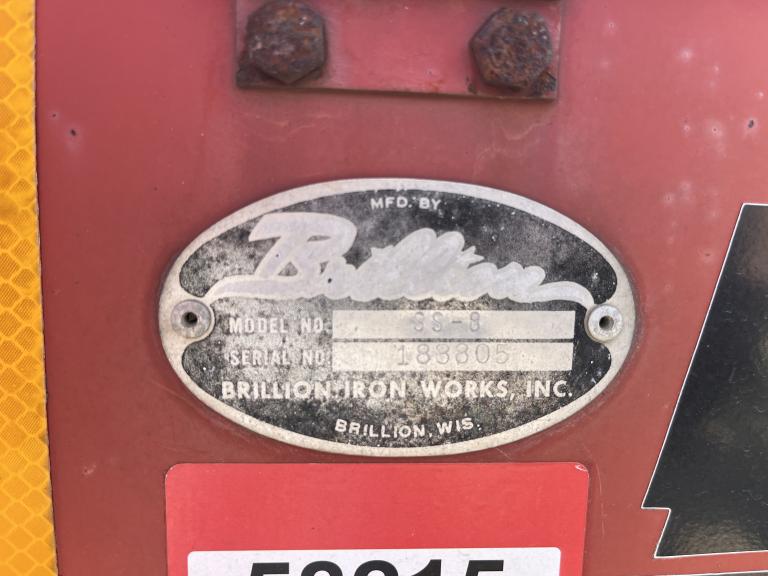 MFD. BY
Brillion
MODEL NO. SS-8
SERIAL NO. 183805
BRILLION IRON WORKS, INC.
BRILLION, WIS.